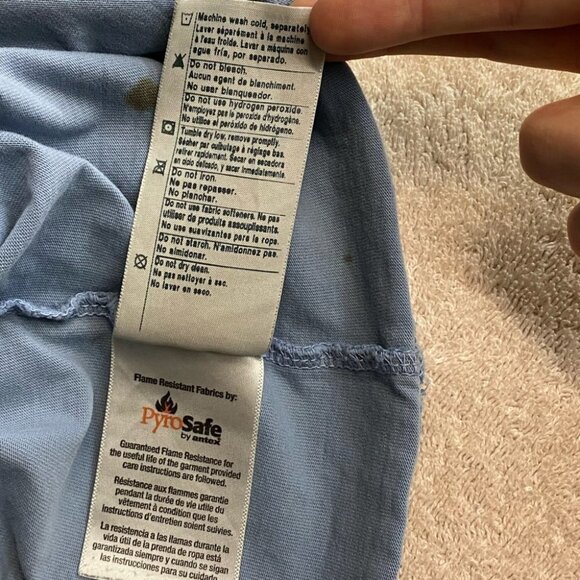 Machine wash cold, separately
Laver séparément à la machine
à l'eau froide. Lavar a máquina con
agua fría, por separado.
Do not bleach.
Aucun agent de blanchiment.
No usar blanqueador.
Do not use hydrogen peroxide.
N'employez pas le peroxide d'hydrogène.
No utilise el peróxido de hidrógeno.
Tumble dry low, remove promptly.
Sécher par culbutage à réglage bas.
retirer rapidement. Secar en secadora
en ciclo delicado, y sacar inmediatamente
Do not iron.
Ne pas repasser.
No planchar.
Do not use fabric softeners. Ne pas
utiliser de produits assouplissants.
No use suavizantes para la ropa.
Do not starch. N'amidonnez pas.
No almidonar.
Do not dry clean.
Ne pas nettoyer à sec.
No lavar en seco.
Flame Resistant Fabrics by:
PyroSafe
by antex
Guaranteed Flame Resistance for
the useful life of the garment provided
care instructions are followed.
Résistance aux flammes garantie
pendant la durée de vie utile du
vêtement à condition que les
instructions d'entretien soient suivies.
La resistencia a las llamas durante la
vida útil de la prenda de ropa está
garantizada siempre y cuando se sigan
las instrucciones para su cuidado.